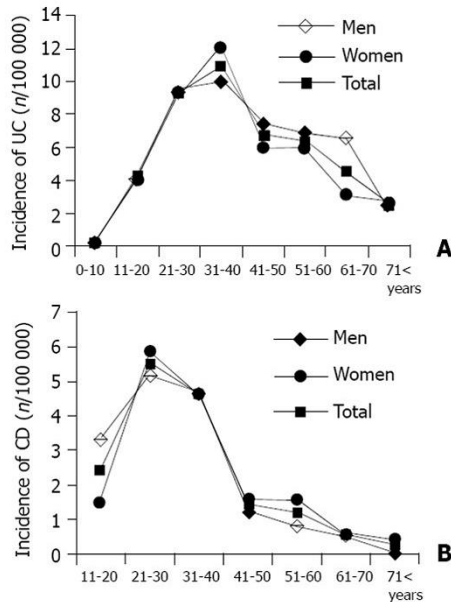 Incidence of UC (n/100 000)
16
14
12
10
8
6
4
2
0
Men
Women
Total
0-10 11-20 21-30 31-40 41-50 51-60 61-70 71<
years
A
Incidence of CD (n/100 000)
7
6
5
4
3
2
1
0
Men
Women
Total
11-20 21-30 31-40 41-50 51-60 61-70 71<
years
B